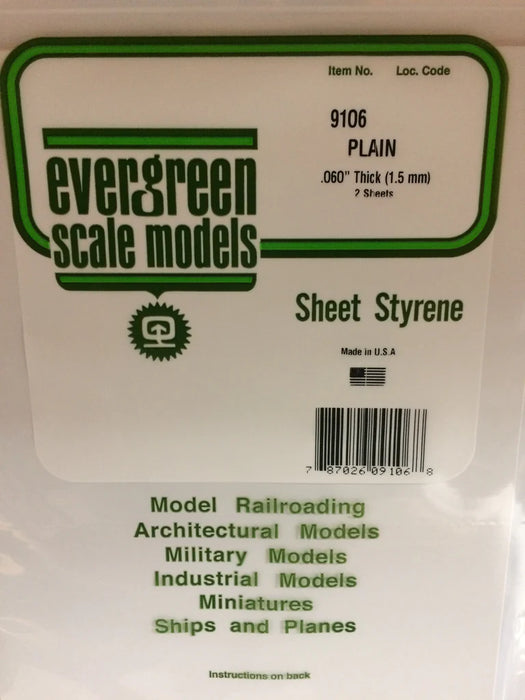 Item No. Loc. Code
9106
PLAIN
.060" Thick (1.5 mm)
2 Sheets
evergreen
scale models
Sheet Styrene
Made in U.S.A
7 87026 09106 8
Model Railroading
Architectural Models
Military Models
Industrial Models
Miniatures
Ships and Planes
Instructions on back